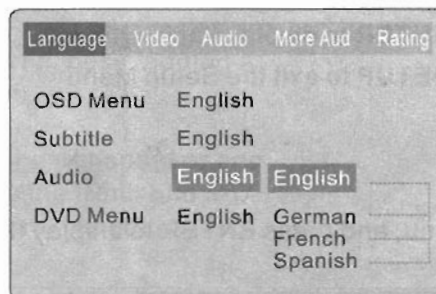 Language Video Audio More Aud Rating
OSD Menu English
Subtitle English
Audio English English
DVD Menu English German
French
Spanish